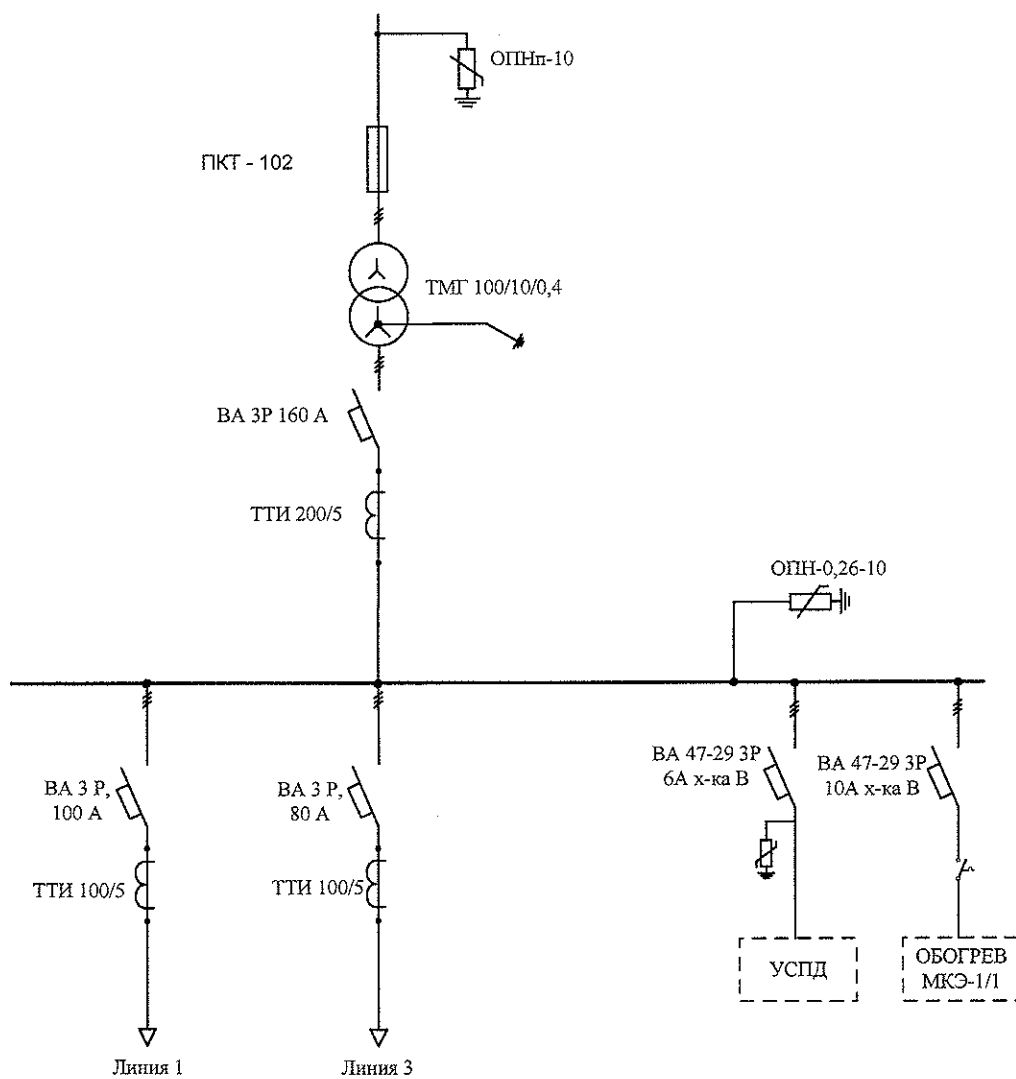 ОПНп-10
ПКТ - 102
ТМГ 100/10/0,4
ВА 3Р 160 А
ТТИ 200/5
ОПН-0,26-10
ВА 3 Р,
100 А
ВА 3 Р,
80 А
ВА 47-29 3Р
6А х-ка В
ВА 47-29 3Р
10А х-ка В
ТТИ 100/5
ТТИ 100/5
УСПД
ОБОГРЕВ
МКЭ-1/1
Линия 1
Линия 3